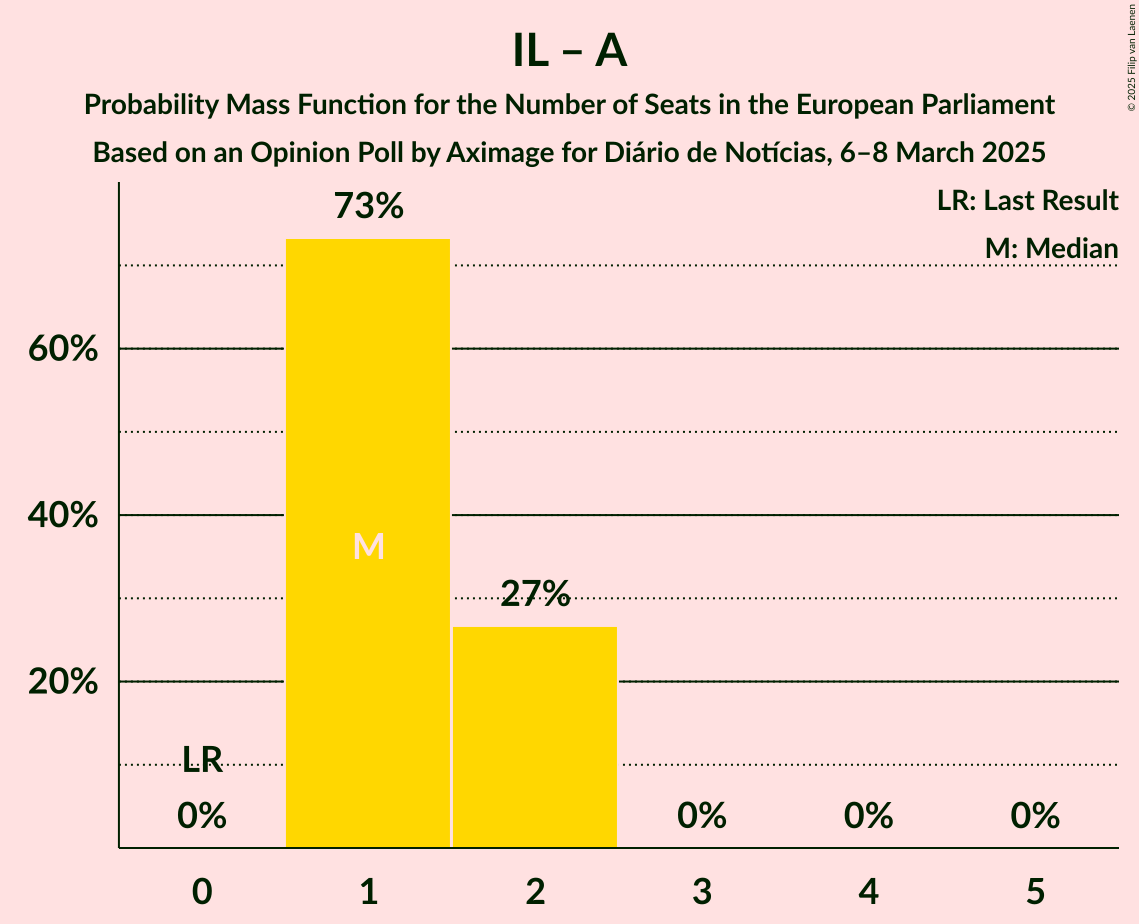 IL – A
Probability Mass Function for the Number of Seats in the European Parliament
Based on an Opinion Poll by Aximage for Diário de Notícias, 6–8 March 2025
© 2025 Filip van Laenen
LR: Last Result
M: Median
73%
60%
40%
M
27%
20%
LR
0%
0%
0%
0%
0 1 2 3 4 5